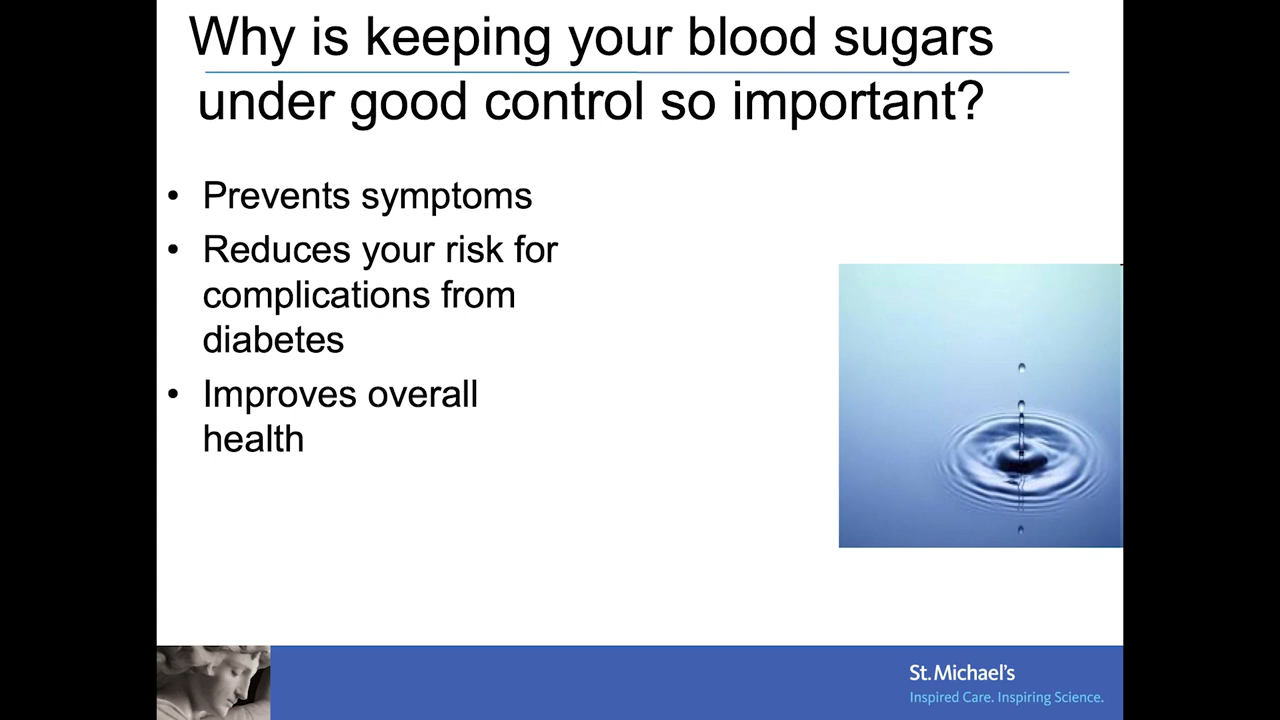 Why is keeping your blood sugars
under good control so important?
• Prevents symptoms
• Reduces your risk for
complications from
diabetes
• Improves overall
health
St. Michael's
Inspired Care. Inspiring Science.